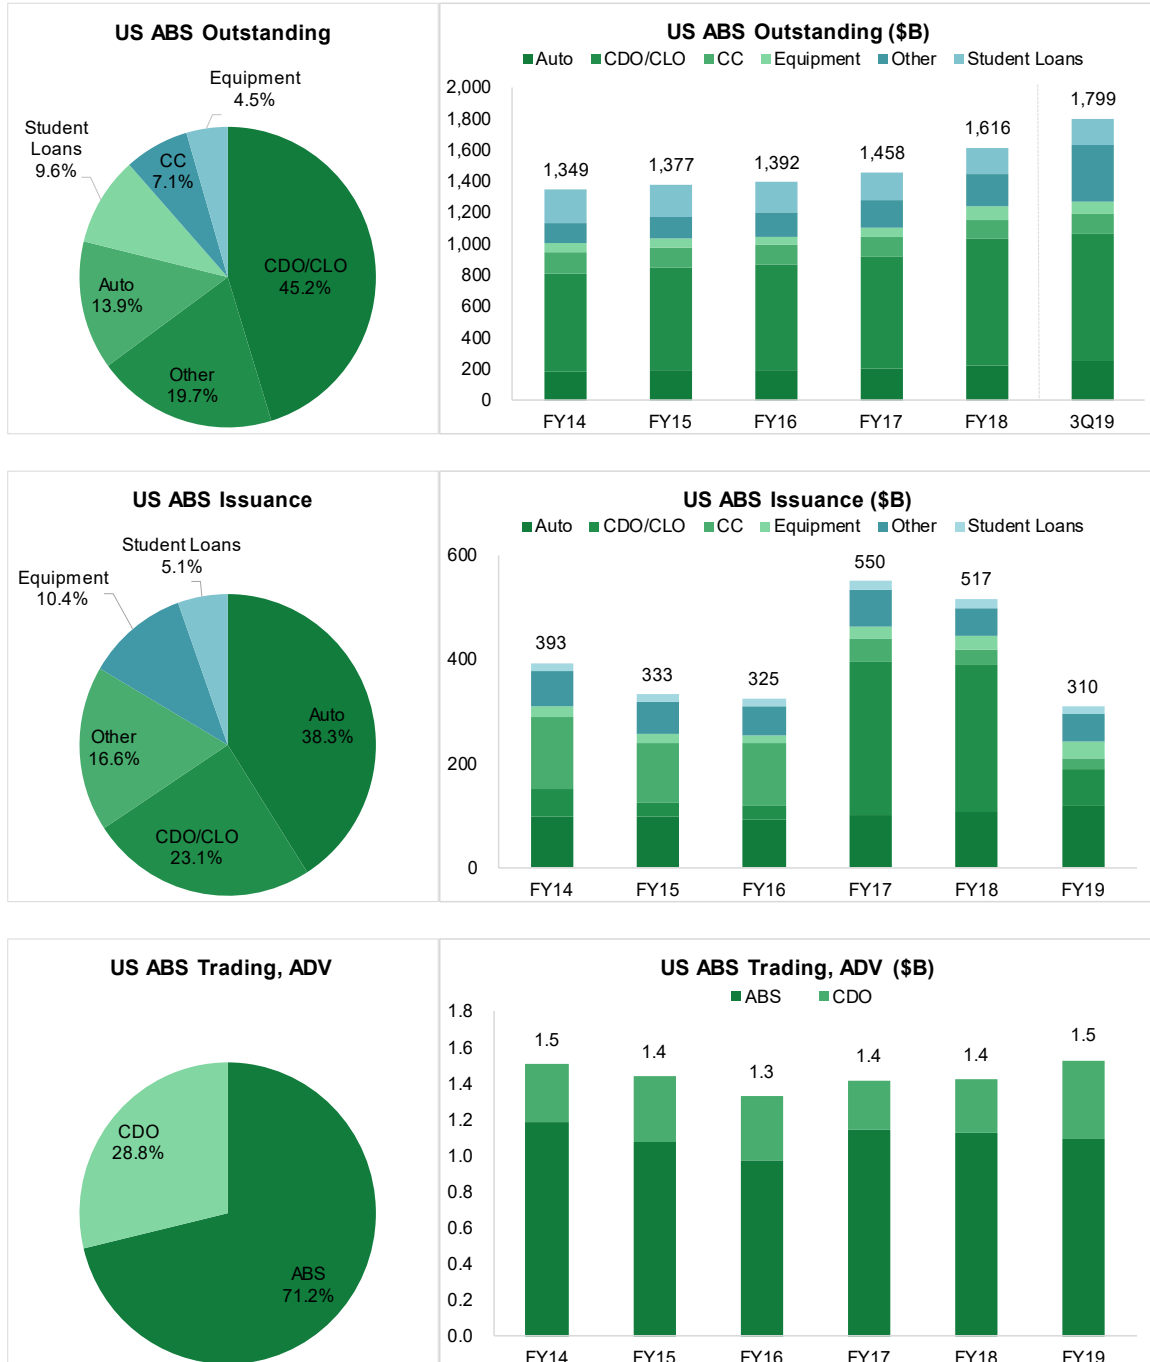 US ABS Outstanding
Equipment
4.5%
Student
Loans
9.6%
CC
7.1%
CDO/CLO
45.2%
Auto
13.9%
Other
19.7%
US ABS Outstanding ($B)
Auto CDO/CLO CC Equipment Other Student Loans
2,000
1,800
1,600
1,400
1,200
1,000
800
600
400
200
0
1,349
1,377
1,392
1,458
1,616
1,799
FY14 FY15 FY16 FY17 FY18 3Q19
US ABS Issuance
Student Loans
5.1%
Equipment
10.4%
Auto
38.3%
Other
16.6%
CDO/CLO
23.1%
US ABS Issuance ($B)
Auto CDO/CLO CC Equipment Other Student Loans
600
400
200
0
393
333
325
550
517
310
FY14 FY15 FY16 FY17 FY18 FY19
US ABS Trading, ADV
CDO
28.8%
ABS
71.2%
US ABS Trading, ADV ($B)
ABS CDO
1.8
1.6
1.4
1.2
1.0
0.8
0.6
0.4
0.2
0.0
1.5
1.4
1.3
1.4
1.4
1.5
FY14 FY15 FY16 FY17 FY18 FY19